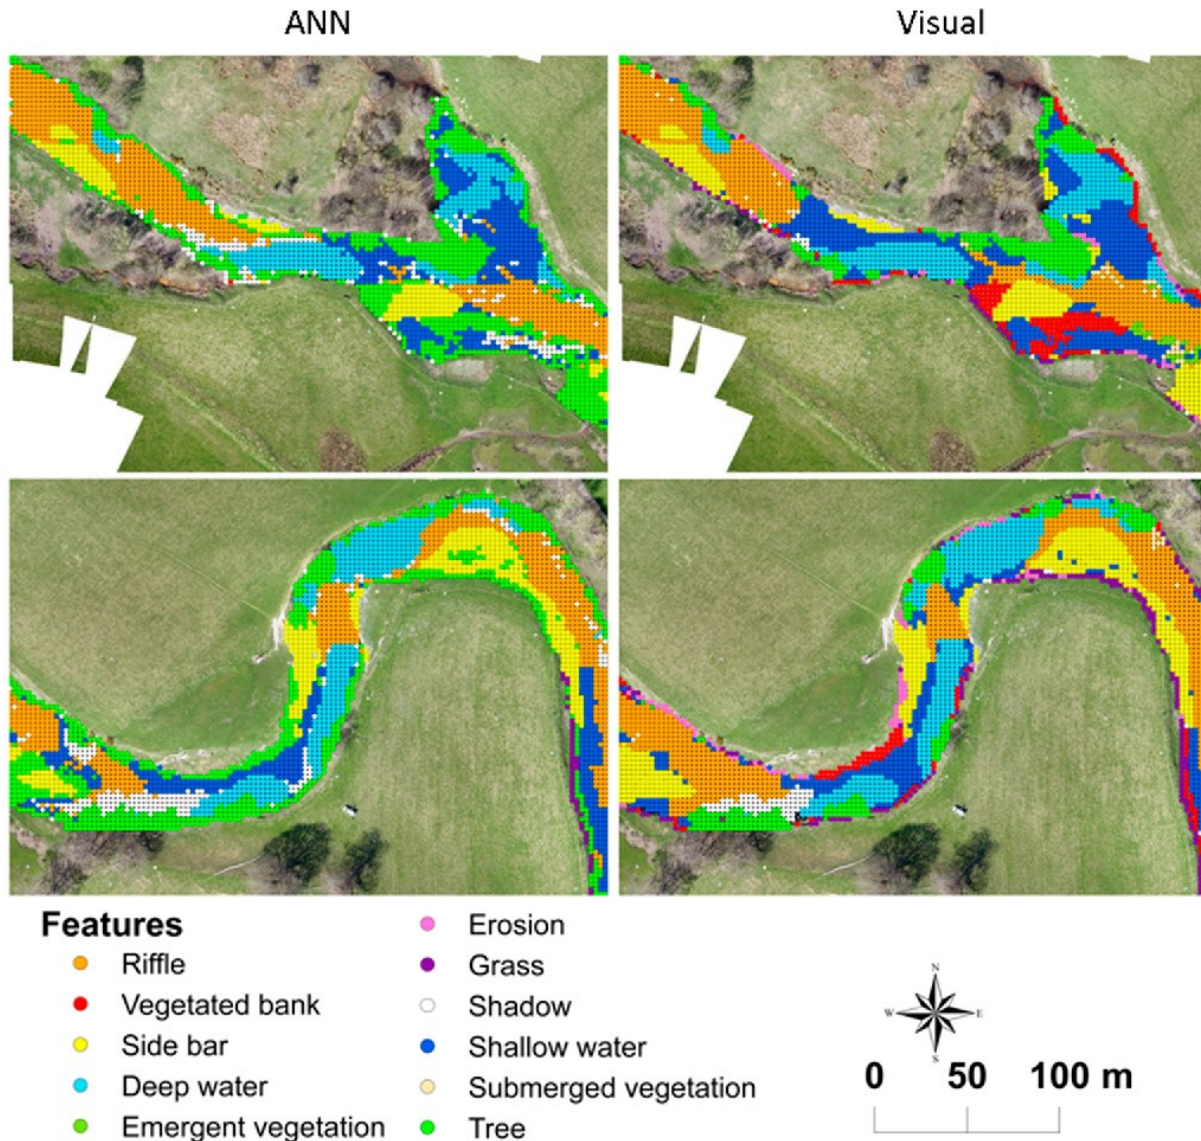 ANN
Visual
Features
Riffle
Vegetated bank
Side bar
Deep water
Emergent vegetation
Erosion
Grass
Shadow
Shallow water
Submerged vegetation
Tree
N
W E
S
0 50 100 m